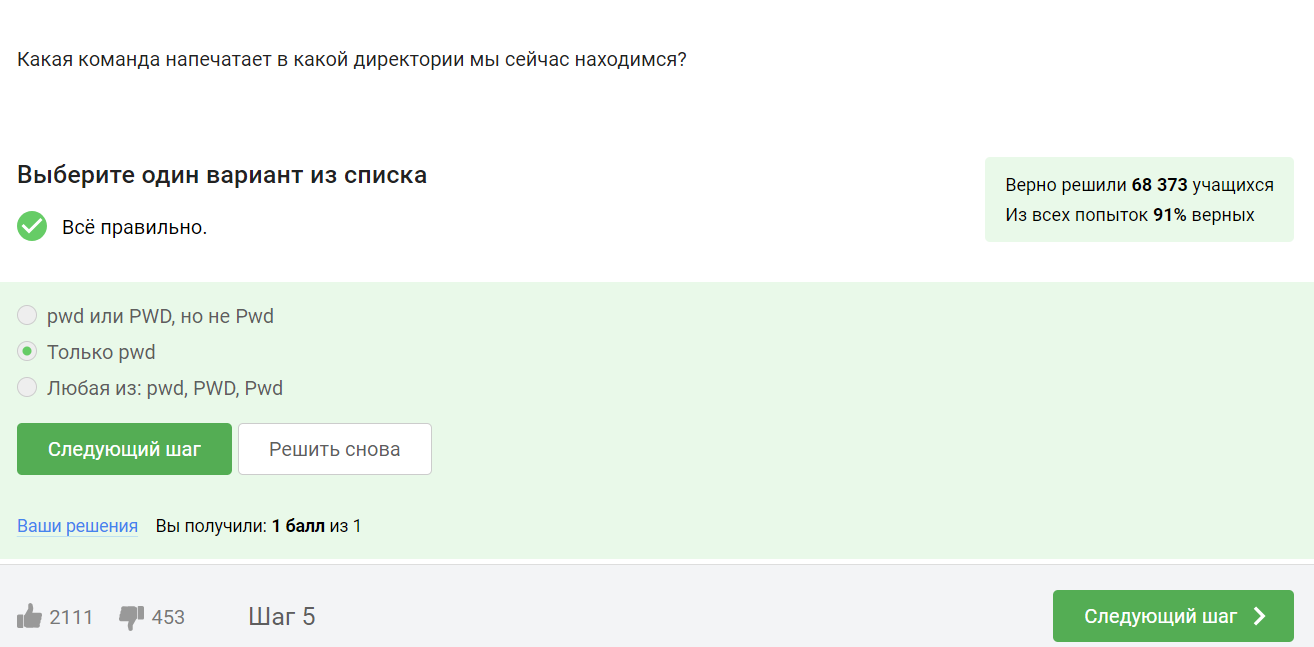 Какая команда напечатает в какой директории мы сейчас находимся?
Выберите один вариант из списка
Верно решили 68 373 учащихся
Из всех попыток 91% верных
Всё правильно.
pwd или PWD, но не Pwd
Только pwd
Любая из: pwd, PWD, Pwd
Следующий шаг
Решить снова
Ваши решения Вы получили: 1 балл из 1
2111 453 Шаг 5 Следующий шаг